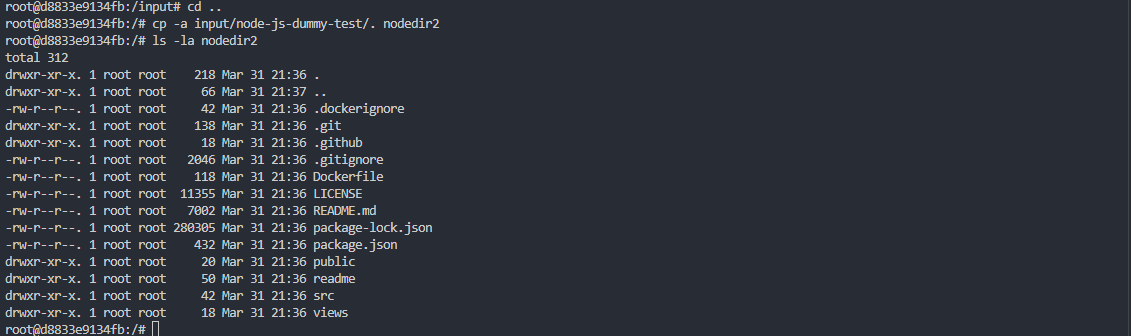 root@d8833e9134fb:/input# cd ..
root@d8833e9134fb:/# cp -a input/node-js-dummy-test/. nodedir2
root@d8833e9134fb:/# ls -la nodedir2
total 312
drwxr-xr-x. 1 root root    218 Mar 31 21:36 .
drwxr-xr-x. 1 root root     66 Mar 31 21:37 ..
-rw-r--r--. 1 root root     42 Mar 31 21:36 .dockerignore
drwxr-xr-x. 1 root root    138 Mar 31 21:36 .git
drwxr-xr-x. 1 root root     18 Mar 31 21:36 .github
-rw-r--r--. 1 root root   2046 Mar 31 21:36 .gitignore
-rw-r--r--. 1 root root    118 Mar 31 21:36 Dockerfile
-rw-r--r--. 1 root root  11355 Mar 31 21:36 LICENSE
-rw-r--r--. 1 root root   7002 Mar 31 21:36 README.md
-rw-r--r--. 1 root root 280305 Mar 31 21:36 package-lock.json
-rw-r--r--. 1 root root    432 Mar 31 21:36 package.json
drwxr-xr-x. 1 root root     20 Mar 31 21:36 public
drwxr-xr-x. 1 root root     50 Mar 31 21:36 readme
drwxr-xr-x. 1 root root     42 Mar 31 21:36 src
drwxr-xr-x. 1 root root     18 Mar 31 21:36 views
root@d8833e9134fb:/#